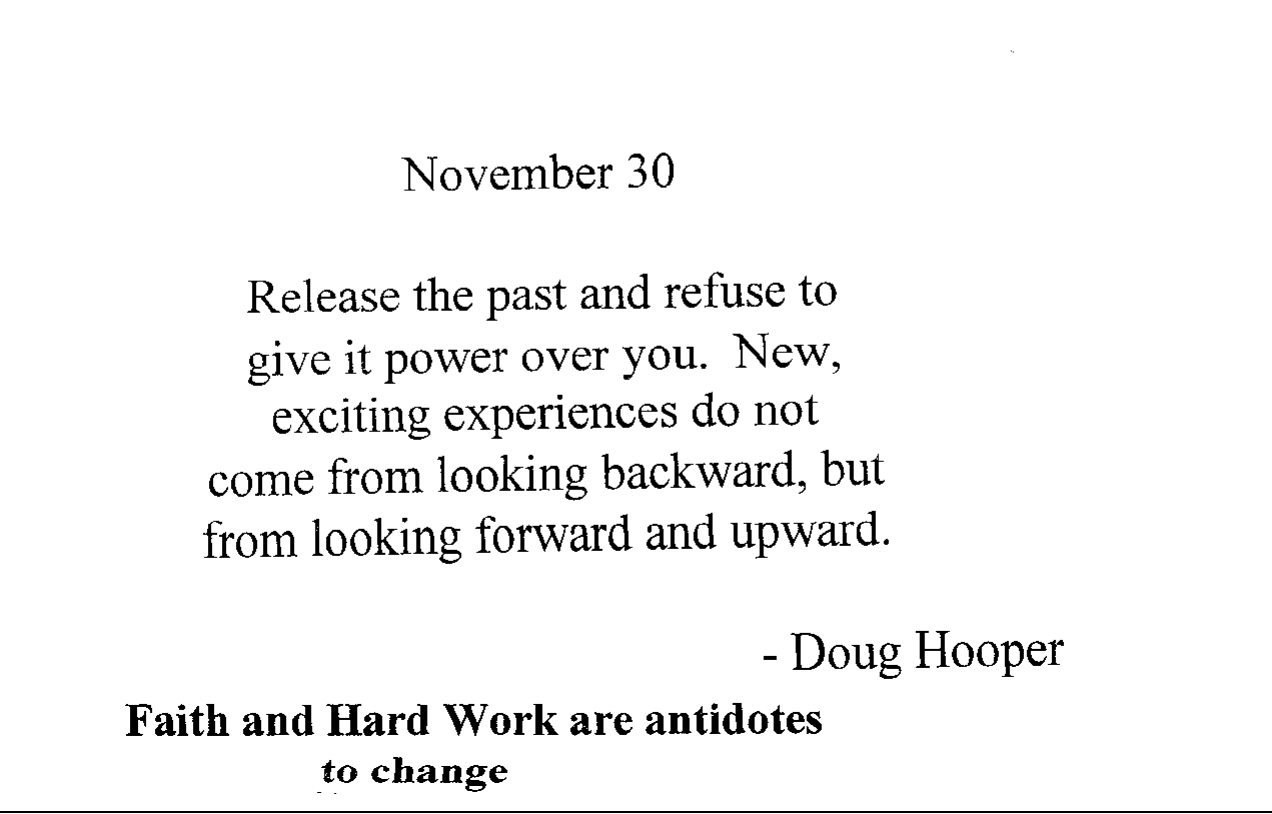 November 30
Release the past and refuse to
give it power over you.  New,
exciting experiences do not
come from looking backward, but
from looking forward and upward.
- Doug Hooper
Faith and Hard Work are antidotes
to change